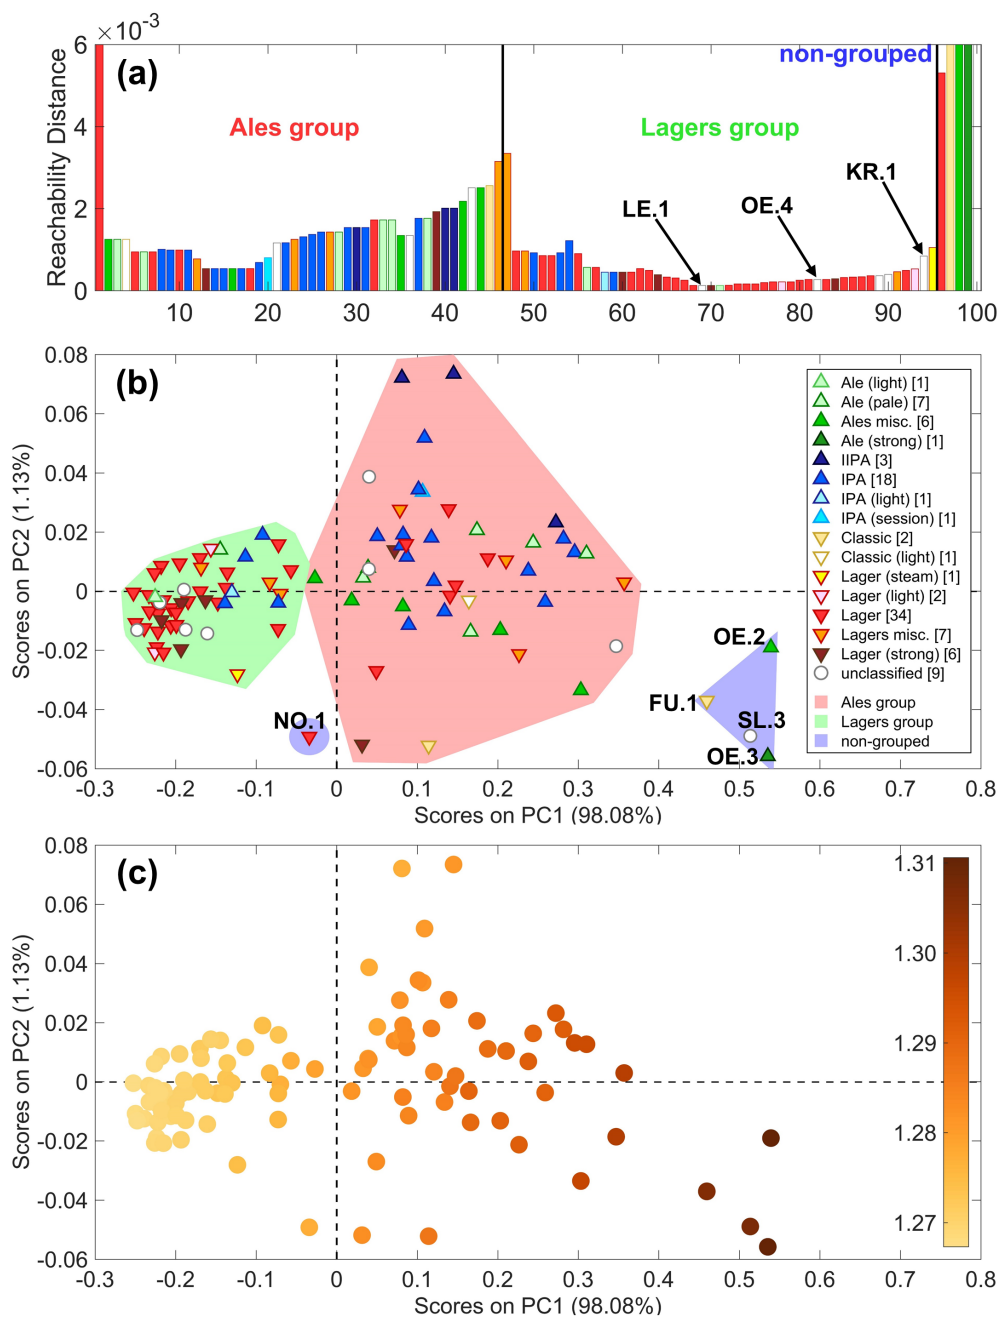 6 ×10-3
(a)
non-grouped
Reachability Distance
4
Ales group
Lagers group
KR.1
LE.1
OE.4
2
0
10 20 30 40 50 60 70 80 90 100
0.08
(b)
Ale (light) [1]
Ale (pale) [7]
Ales misc. [6]
Ale (strong) [1]
IIPA [3]
IPA [18]
IPA (light) [1]
IPA (session) [1]
Classic [2]
Classic (light) [1]
Lager (steam) [1]
Lager (light) [2]
Lager [34]
Lagers misc. [7]
Lager (strong) [6]
unclassified [9]
Ales group
Lagers group
non-grouped
0.06
0.04
0.02
0
-0.02
-0.04
-0.06
Scores on PC2 (1.13%)
OE.2
FU.1
SL.3
NO.1
OE.3
-0.3 -0.2 -0.1 0 0.1 0.2 0.3 0.4 0.5 0.6 0.7 0.8
Scores on PC1 (98.08%)
0.08
(c)
1.31
0.06
1.30
0.04
0.02
1.29
0
-0.02
1.28
-0.04
1.27
-0.06
Scores on PC2 (1.13%)
-0.3 -0.2 -0.1 0 0.1 0.2 0.3 0.4 0.5 0.6 0.7 0.8
Scores on PC1 (98.08%)